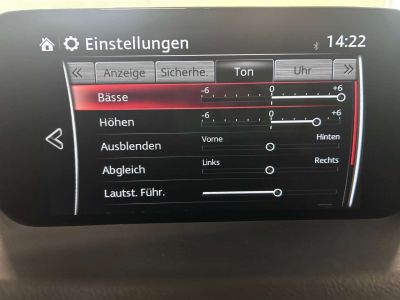 Einstellungen 14:22
Anzeige Sicherhe. Ton Uhr
Bässe -6 0 +6
Höhen -6 0 +6
Ausblenden Vorne Hinten
Abgleich Links Rechts
Lautst. Führ.